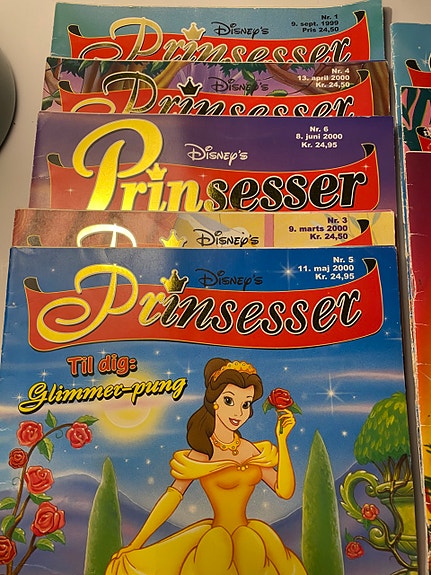 Disney's
Nr. 1
9. sept. 1999
Pris 24,50
Prinsesser
Disney's
Nr. 4
13. april 2000
Kr. 24,50
Prinsesser
Disney's
Nr. 6
8. juni 2000
Kr. 24,95
Prinsesser
Disney's
Nr. 3
9. marts 2000
Kr. 24,50
Disney's
Nr. 5
11. maj 2000
Kr. 24,95
Prinsesser
Til dig:
Glimmer-pung